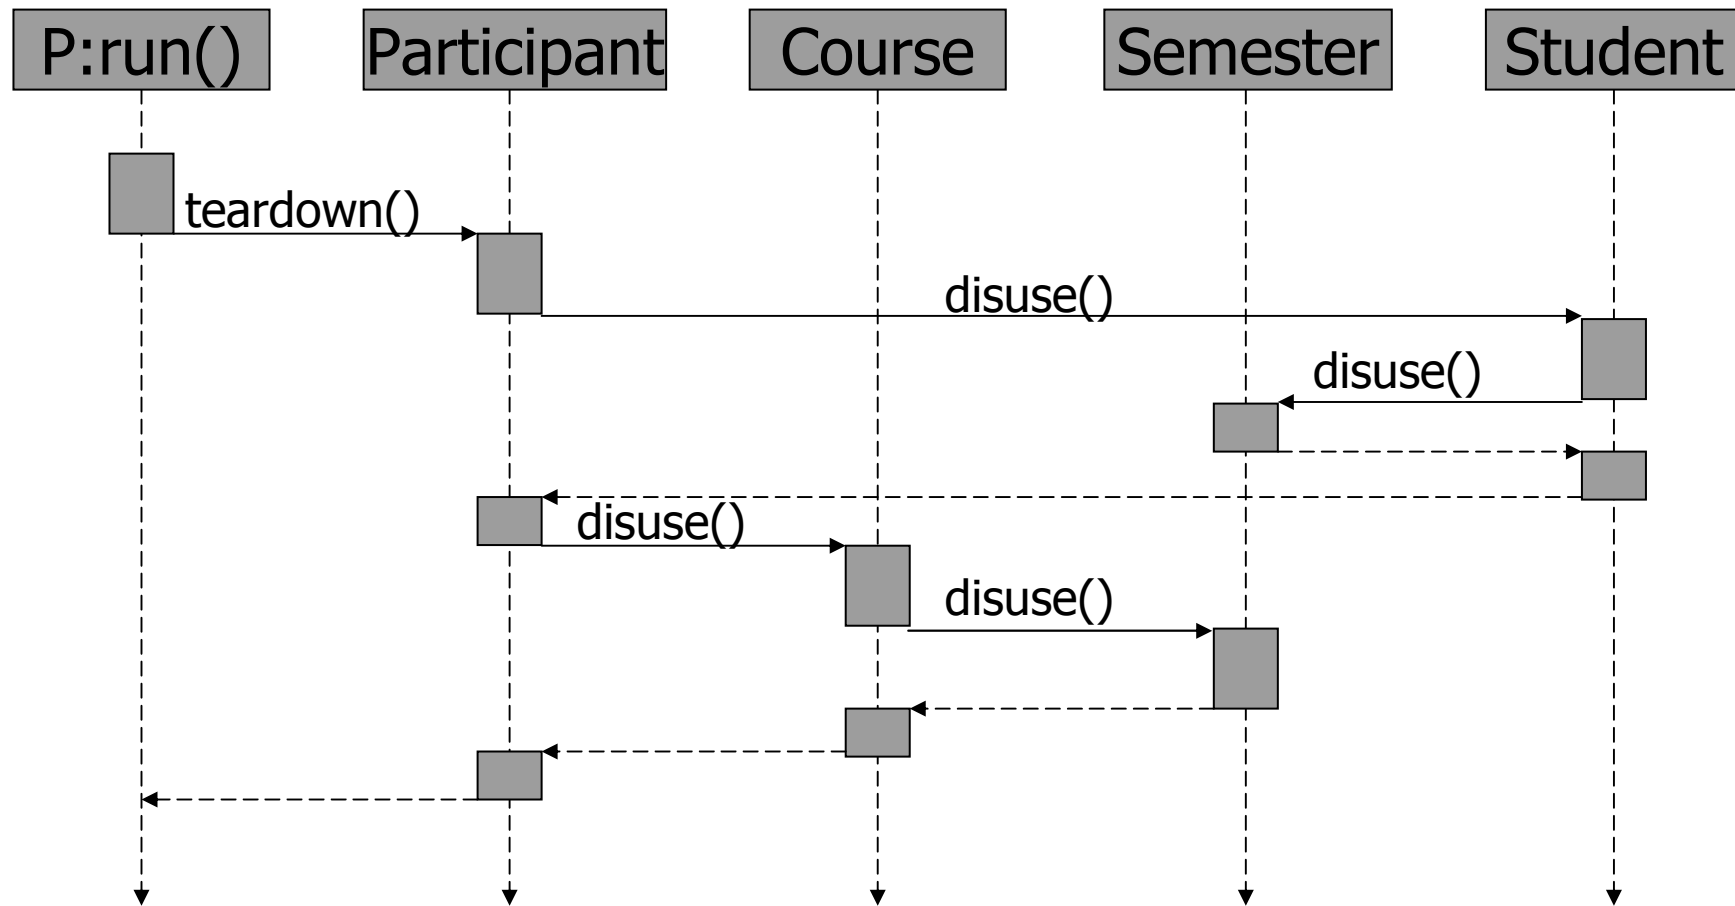 P:run()
Participant
Course
Semester
Student
teardown()
disuse()
disuse()
disuse()
disuse()